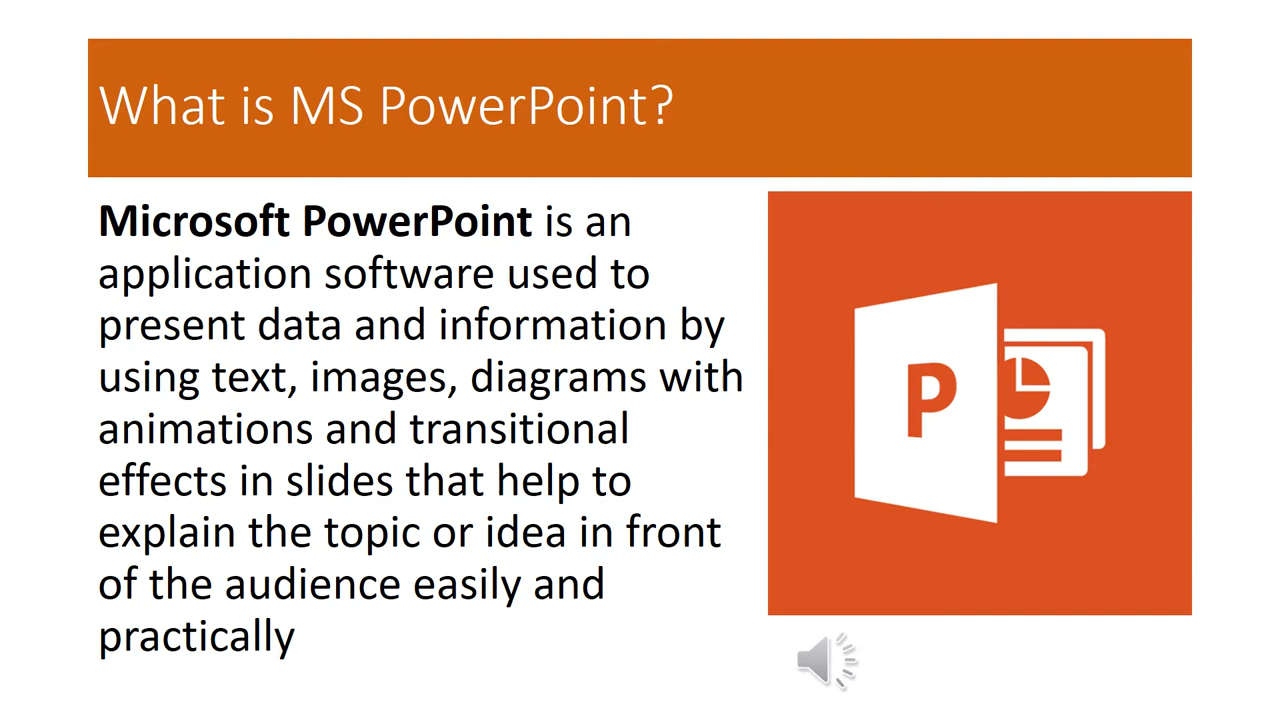 What is MS PowerPoint?
Microsoft PowerPoint is an
application software used to
present data and information by
using text, images, diagrams with
animations and transitional
effects in slides that help to
explain the topic or idea in front
of the audience easily and
practically
P